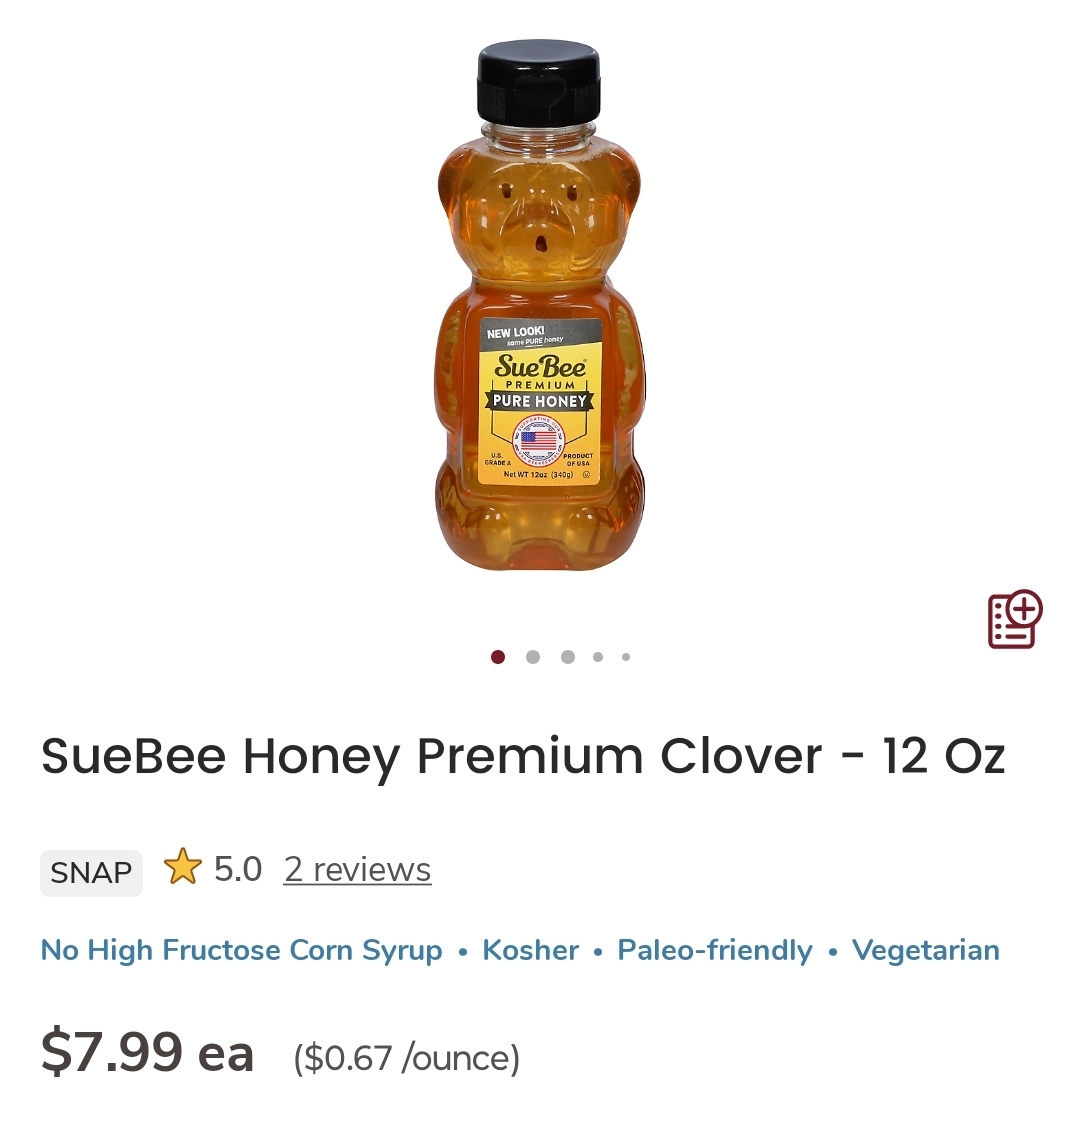 NEW LOOK!
same PURE honey
SueBee
PREMIUM
PURE HONEY
SUPPORTING OUR
U.S.
GRADE A
PRODUCT
OF USA
Net WT 12oz (340g)
SueBee Honey Premium Clover - 12 Oz
SNAP
5.0
2 reviews
No High Fructose Corn Syrup • Kosher • Paleo-friendly • Vegetarian
$7.99 ea ($0.67 /ounce)